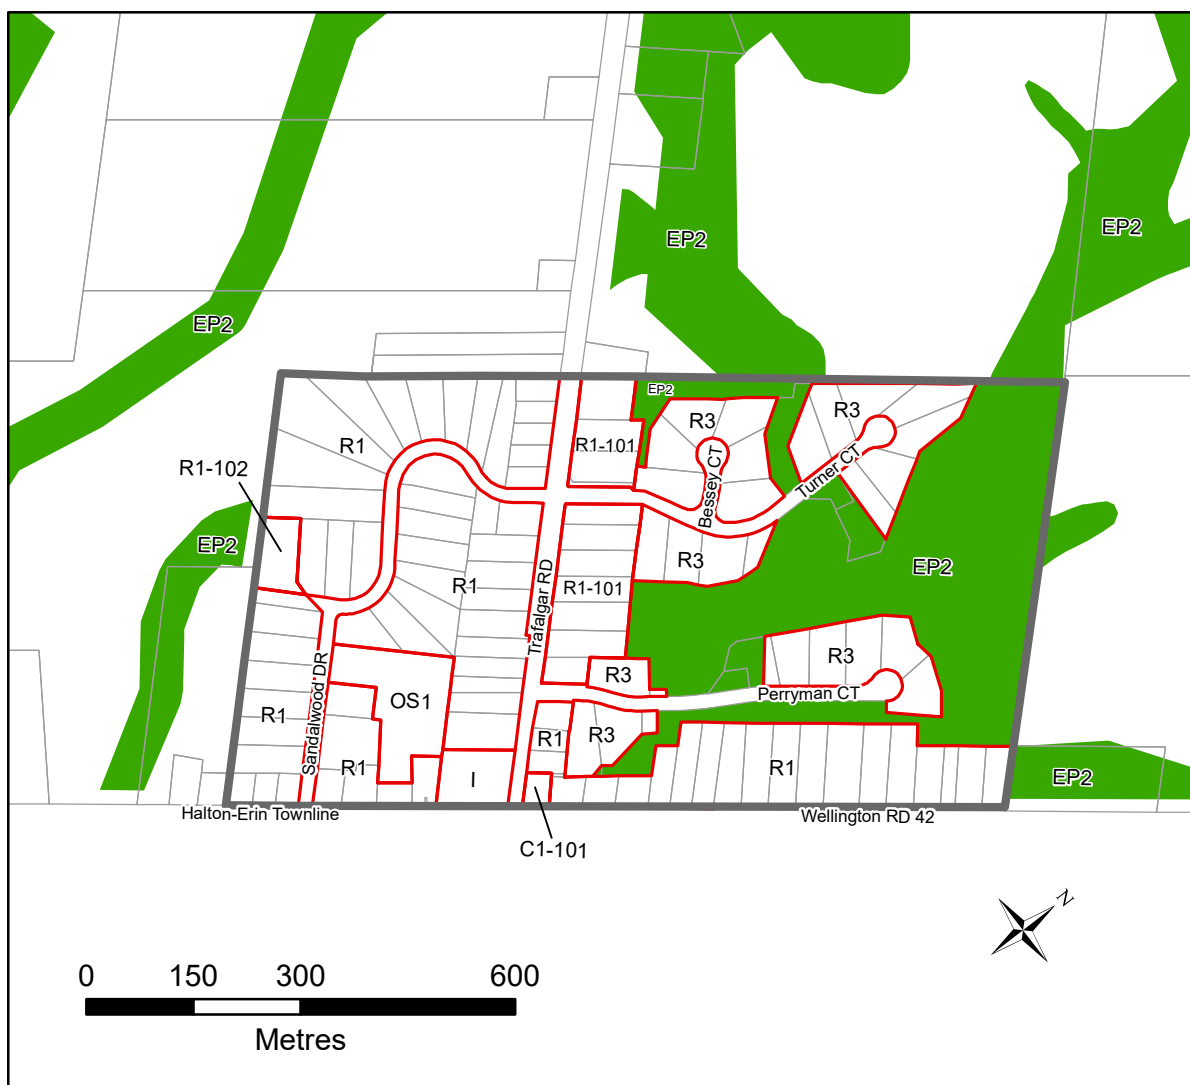 EP2
EP2
EP2
EP2
R3
R3
R1-101
R1
R1-102
Bessey CT
Turner CT
EP2
R3
EP2
R1
R1-101
Trafalgar RD
R3
R3
Perryman CT
OS1
Sandalwood DR
R1
R1
R3
R1
R1
I
EP2
Halton-Erin Townline
Wellington RD 42
C1-101
N
0 150 300 600
Metres